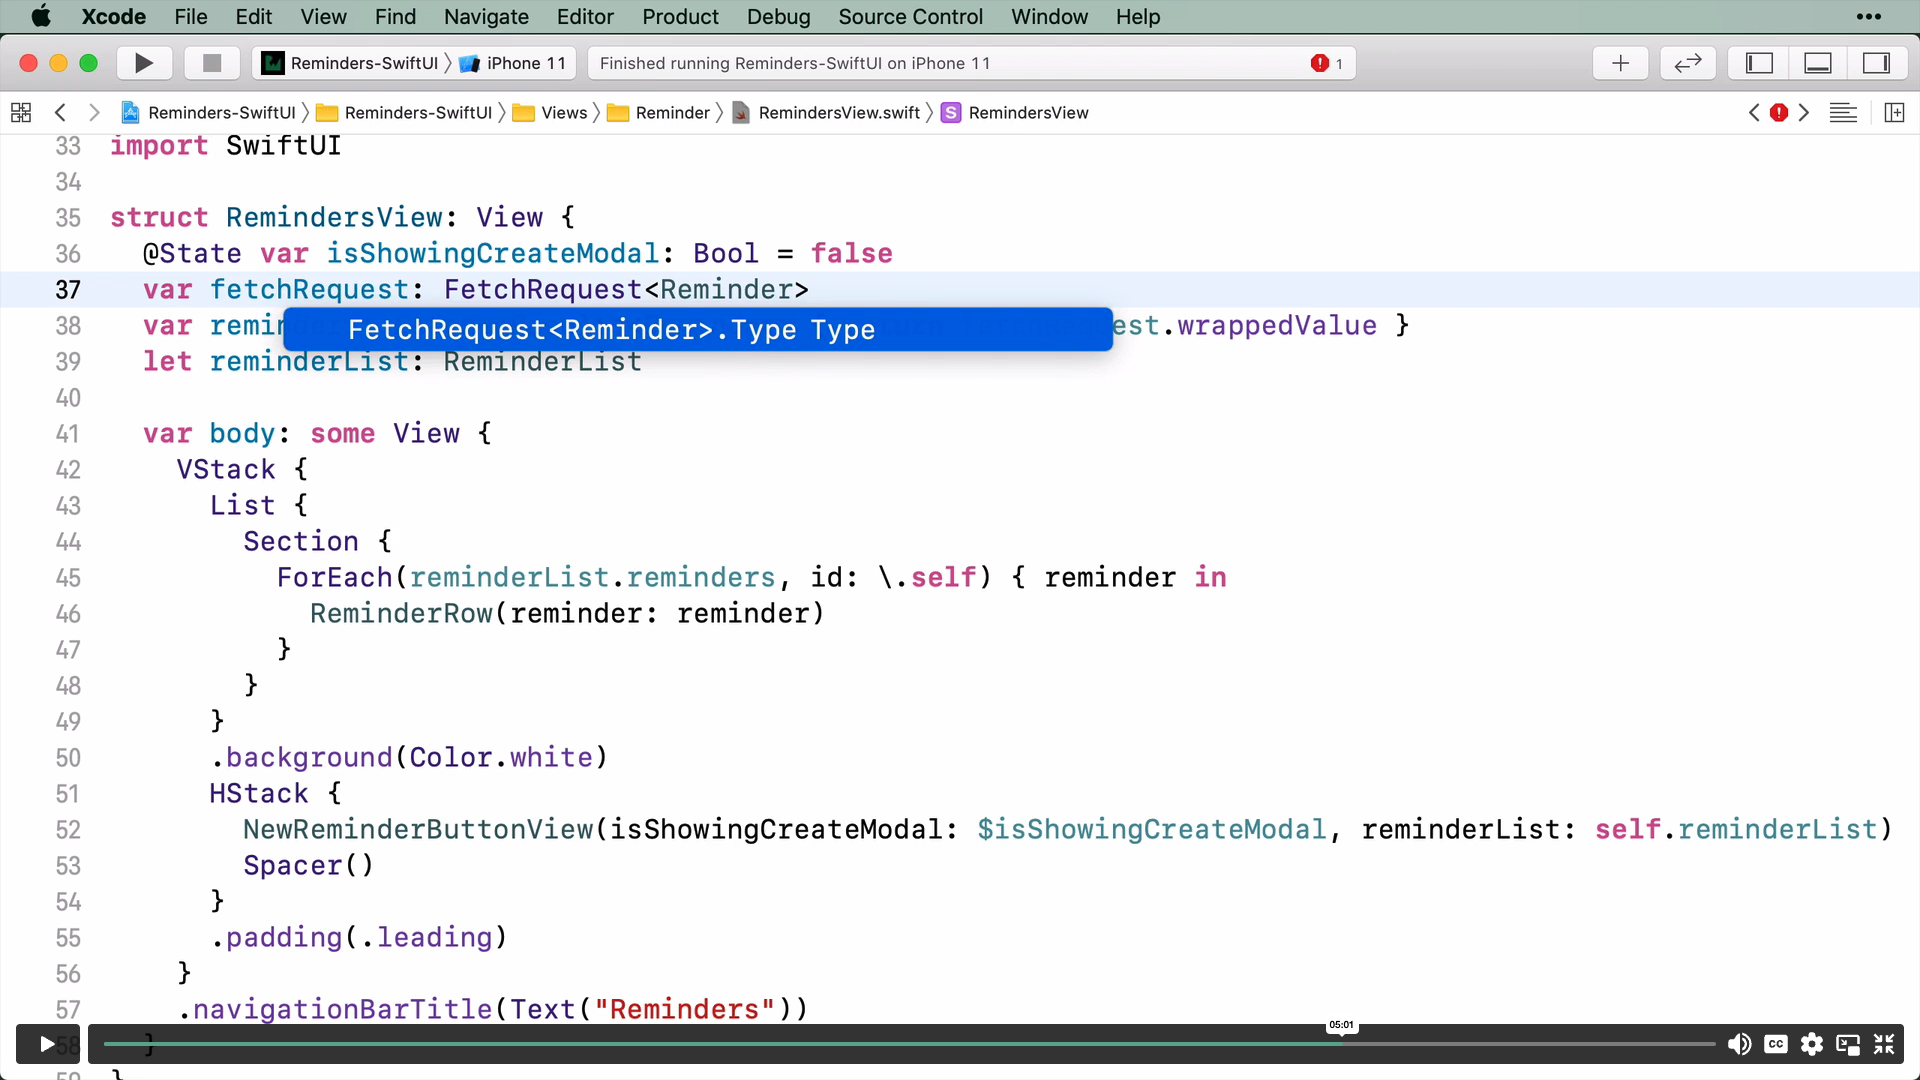 Xcode File Edit View Find Navigate Editor Product Debug Source Control Window Help
Reminders-SwiftUI iPhone 11 Finished running Reminders-SwiftUI on iPhone 11 1
Reminders-SwiftUI Reminders-SwiftUI Views Reminder RemindersView.swift S RemindersView
33 import SwiftUI
34
35 struct RemindersView: View {
36 @State var isShowingCreateModal: Bool = false
37 var fetchRequest: FetchRequest<Reminder>
38 var remin est.wrappedValue }
FetchRequest<Reminder>.Type Type
39 let reminderList: ReminderList
40
41 var body: some View {
42 VStack {
43 List {
44 Section {
45 ForEach(reminderList.reminders, id: \.self) { reminder in
46 ReminderRow(reminder: reminder)
47 }
48 }
49 }
50 .background(Color.white)
51 HStack {
52 NewReminderButtonView(isShowingCreateModal: $isShowingCreateModal, reminderList: self.reminderList)
53 Spacer()
54 }
55 .padding(.leading)
56 }
57 .navigationBarTitle(Text("Reminders"))
05:01
58 }
CC
59 }